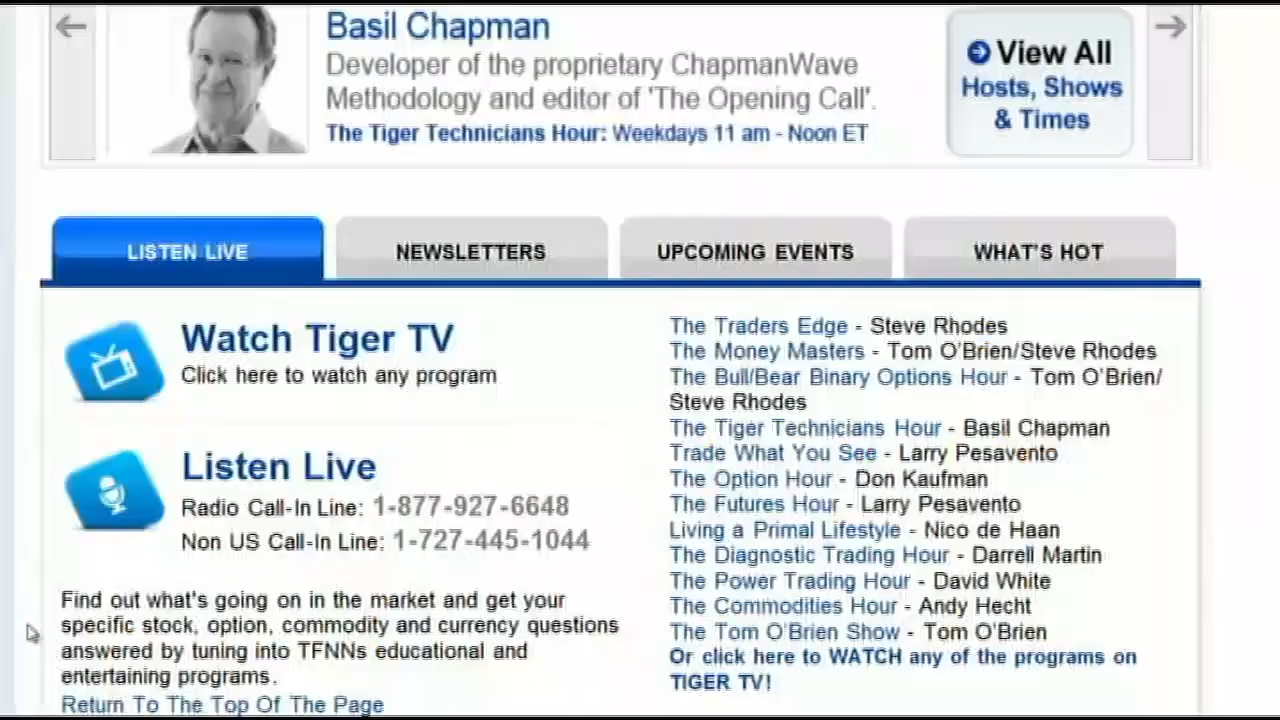 Basil Chapman
Developer of the proprietary ChapmanWave
Methodology and editor of 'The Opening Call'.
The Tiger Technicians Hour: Weekdays 11 am - Noon ET
View All
Hosts, Shows
& Times
LISTEN LIVE
NEWSLETTERS
UPCOMING EVENTS
WHAT'S HOT
Watch Tiger TV
Click here to watch any program
Listen Live
Radio Call-In Line: 1-877-927-6648
Non US Call-In Line: 1-727-445-1044
Find out what's going on in the market and get your
specific stock, option, commodity and currency questions
answered by tuning into TFNNs educational and
entertaining programs.
Return To The Top Of The Page
The Traders Edge - Steve Rhodes
The Money Masters - Tom O'Brien/Steve Rhodes
The Bull/Bear Binary Options Hour - Tom O'Brien/
Steve Rhodes
The Tiger Technicians Hour - Basil Chapman
Trade What You See - Larry Pesavento
The Option Hour - Don Kaufman
The Futures Hour - Larry Pesavento
Living a Primal Lifestyle - Nico de Haan
The Diagnostic Trading Hour - Darrell Martin
The Power Trading Hour - David White
The Commodities Hour - Andy Hecht
The Tom O'Brien Show - Tom O'Brien
Or click here to WATCH any of the programs on
TIGER TV!